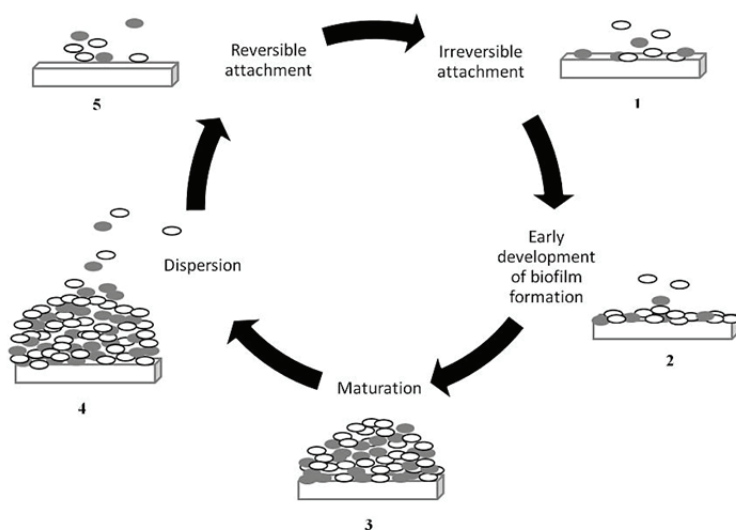 Reversible
attachment
Irreversible
attachment
5
1
Early
development
of biofilm
formation
Dispersion
2
Maturation
4
3